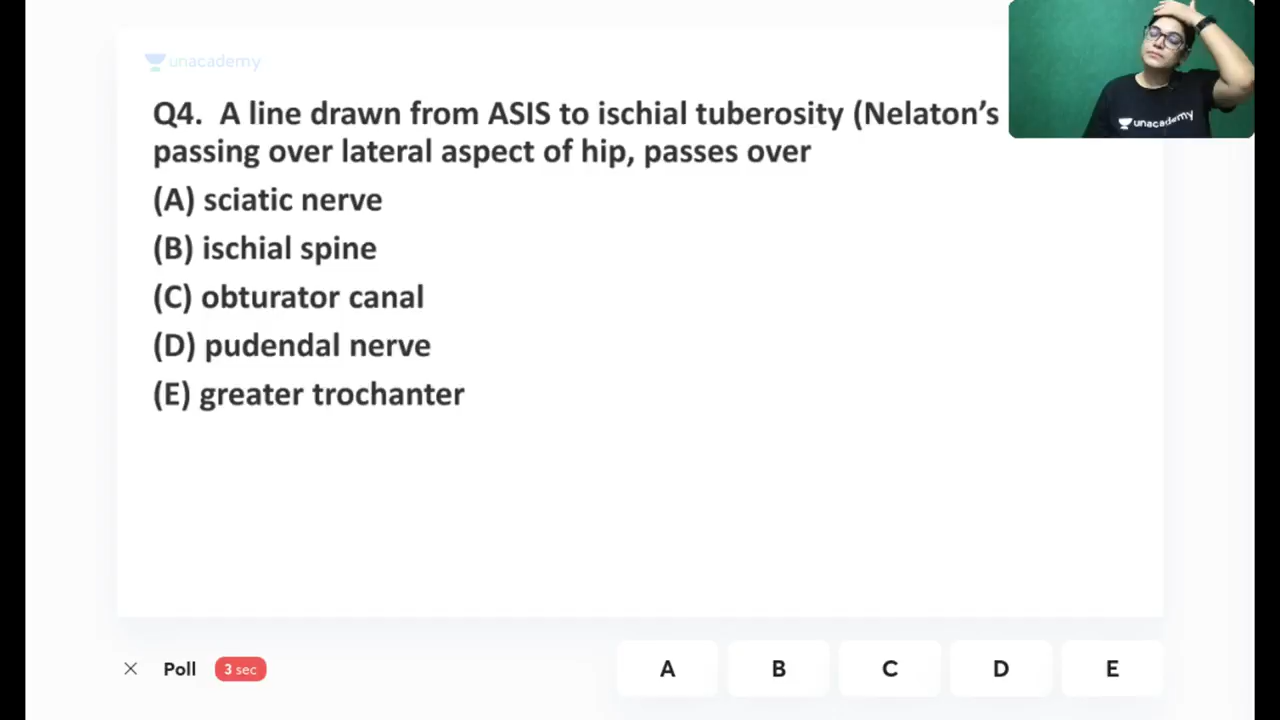 unacademy
Q4. A line drawn from ASIS to ischial tuberosity (Nelaton's
passing over lateral aspect of hip, passes over
(A) sciatic nerve
(B) ischial spine
(C) obturator canal
(D) pudendal nerve
(E) greater trochanter
unacademy
Poll 3 sec A B C D E